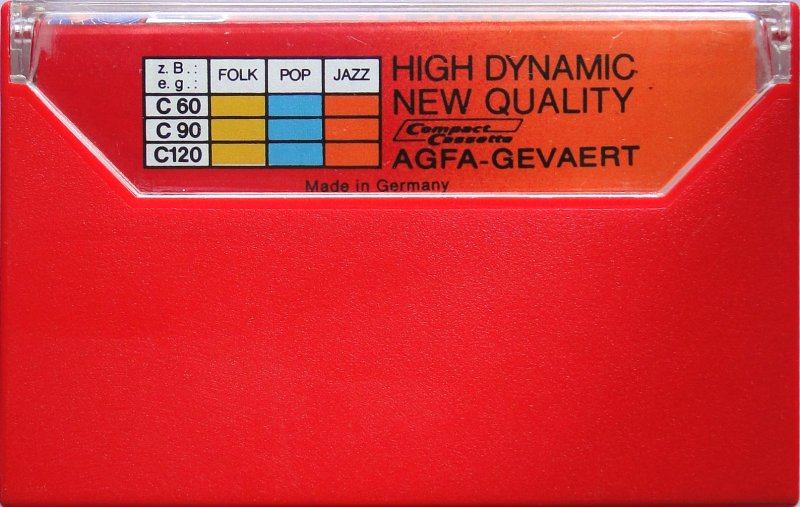 z. B. :
e. g. :
FOLK POP JAZZ
C 60
C 90
C120
HIGH DYNAMIC
NEW QUALITY
Compact
Cassette
AGFA-GEVAERT
Made in Germany